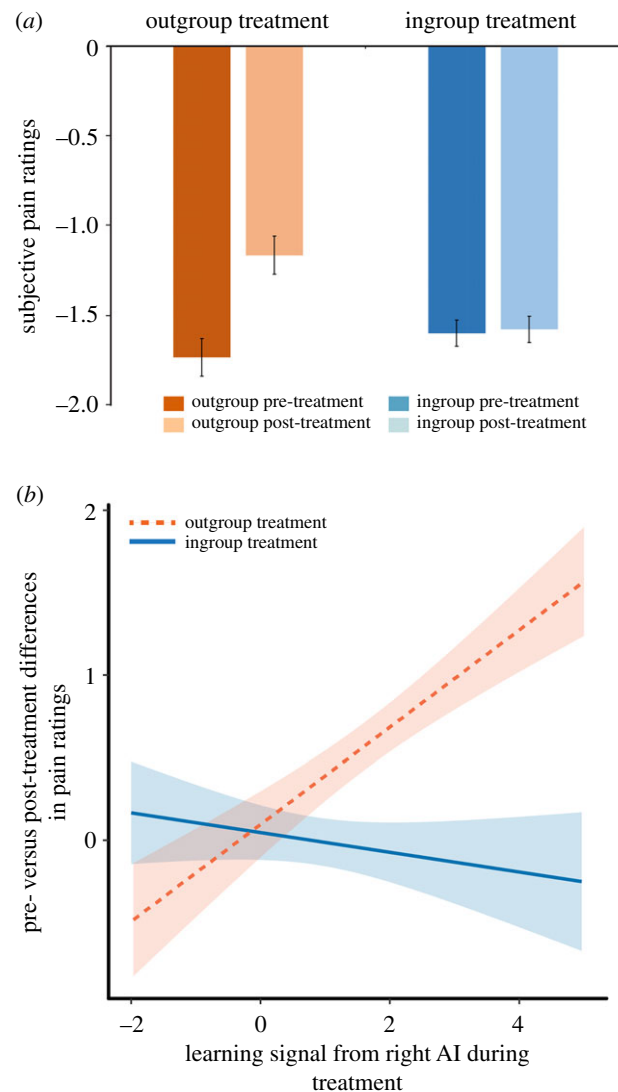 (a)
outgroup treatment
ingroup treatment
0
–0.5
–1.0
–1.5
–2.0
subjective pain ratings
outgroup pre-treatment
outgroup post-treatment
ingroup pre-treatment
ingroup post-treatment
(b)
2
1
0
pre- versus post-treatment differences
in pain ratings
outgroup treatment
ingroup treatment
–2
0
2
4
learning signal from right AI during
treatment